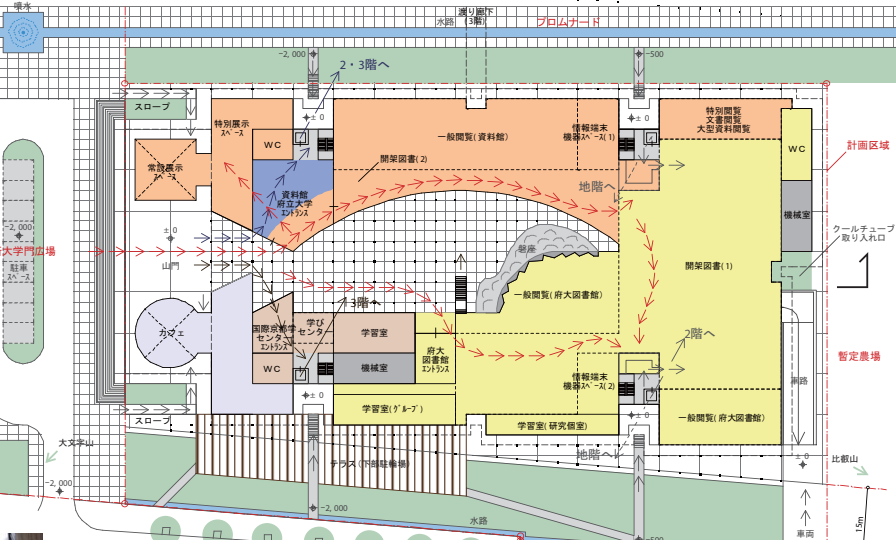 噴水
水路
渡り廊下
(3階)
プロムナード
−2,000
−500
2・3階へ
スロープ
特別展示
スペース
±0
WC
一般閲覧(資料館)
情報端末
機器スペース(1)
±0
特別閲覧
文書閲覧
大型資料閲覧
WC
計画区域
常設展示
スペース
開架図書(2)
資料館
府立大学
エントランス
地階へ
機械室
−2,000
±0
クールチューブ
取り入れ口
大学門広場
山門
駐車
スペース
磐座
開架図書(1)
一般閲覧(府大図書館)
3階へ
カフェ
国際京都学
センター
エントランス
学び
センター
学習室
府大
図書館
エントランス
2階へ
暫定農場
WC
機械室
情報端末
機器スペース(2)
車路
±0
学習室(グループ)
±0
スロープ
学習室(研究個室)
一般閲覧(府大図書館)
大文字山
地階へ
テラス(下部駐輪場)
±0
比叡山
−2,000
−2,000
水路
車両
15m
−500